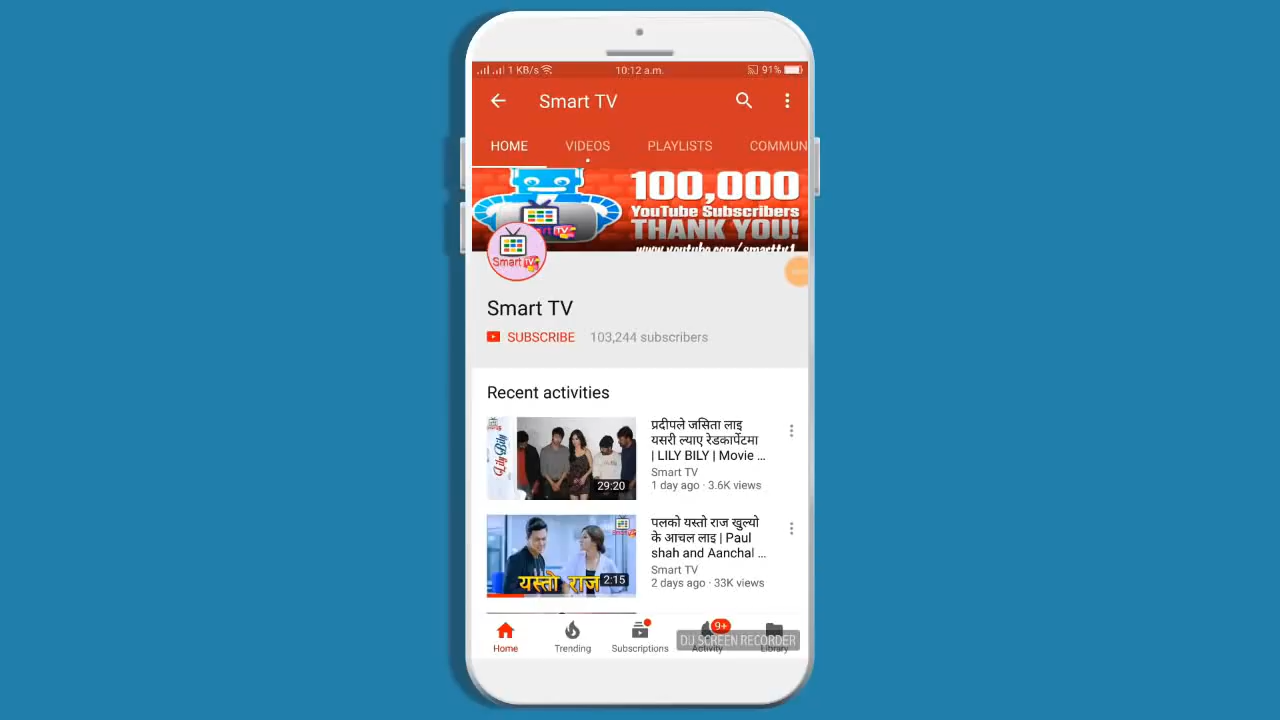 1 KB/s
10:12 a.m.
91%
Smart TV
HOME
VIDEOS
PLAYLISTS
COMMUN
100,000
YouTube Subscribers
THANK YOU!
www.youtube.com/smarttv1
Smart TV
Smart TV
SUBSCRIBE
103,244 subscribers
Recent activities
Lily Bily
29:20
प्रदीपले जसिता लाइ
यसरी ल्याए रेडकार्पेटमा
| LILY BILY | Movie ...
Smart TV
1 day ago · 3.6K views
यस्तो राज
2:15
पलको यस्तो राज खुल्यो
के आचल लाइ | Paul
shah and Aanchal ...
Smart TV
2 days ago · 33K views
Home
Trending
Subscriptions
9+
Activity
Library
DU SCREEN RECORDER